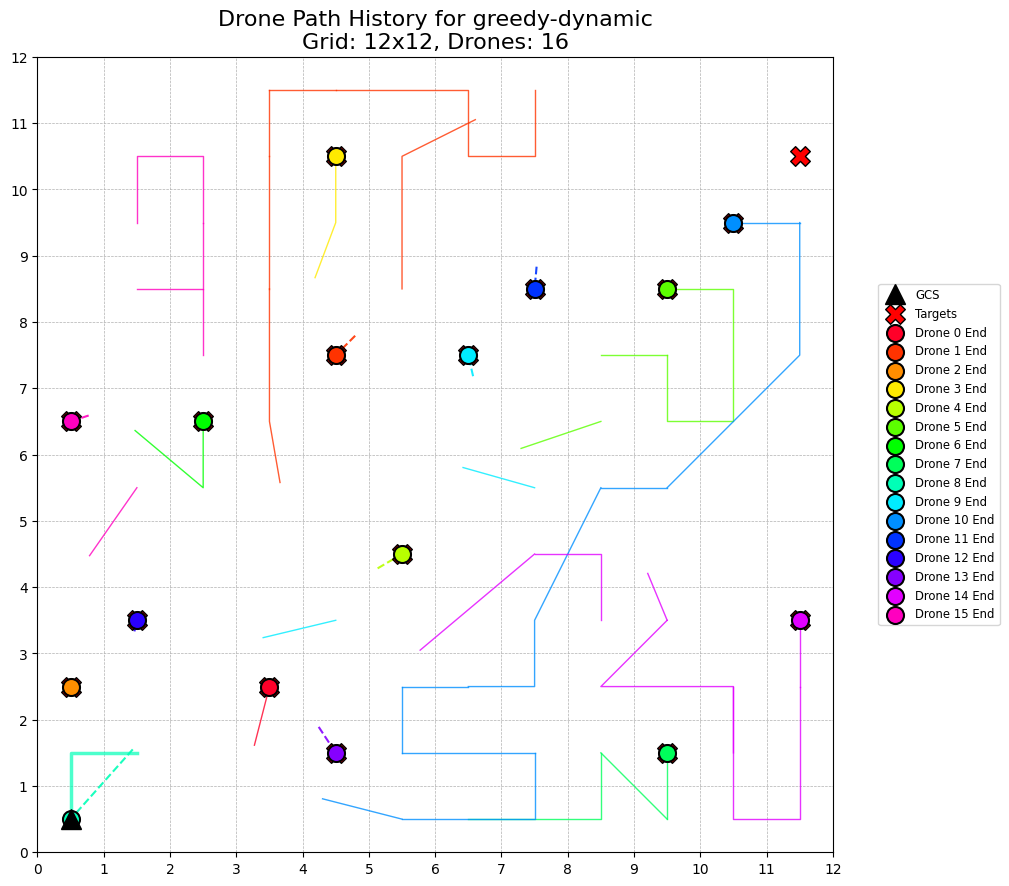 Drone Path History for greedy-dynamic
Grid: 12x12, Drones: 16
12
11
10
9
8
7
6
5
4
3
2
1
0
0 1 2 3 4 5 6 7 8 9 10 11 12
GCS
Targets
Drone 0 End
Drone 1 End
Drone 2 End
Drone 3 End
Drone 4 End
Drone 5 End
Drone 6 End
Drone 7 End
Drone 8 End
Drone 9 End
Drone 10 End
Drone 11 End
Drone 12 End
Drone 13 End
Drone 14 End
Drone 15 End